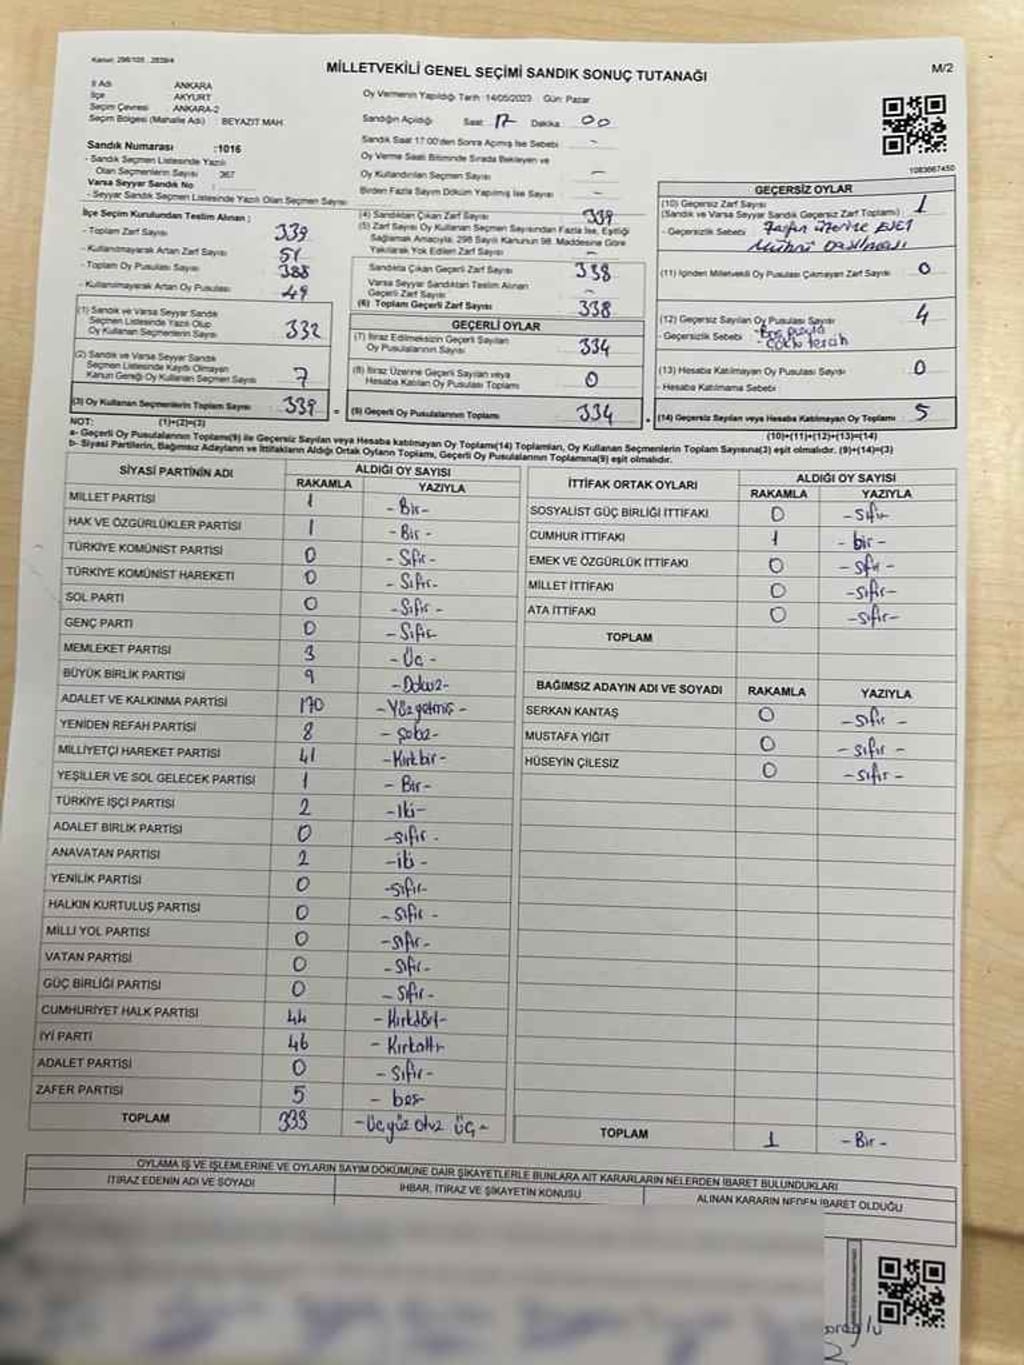 Kanun: 298/105 , 2839/4
MİLLETVEKİLİ GENEL SEÇİMİ SANDIK SONUÇ TUTANAĞI
M/2
İl Adı ANKARA
İlçe AKYURT
Seçim Çevresi ANKARA-2
Seçim Bölgesi (Mahalle Adı) : BEYAZIT MAH.
Sandık Numarası :1016
- Sandık Seçmen Listesinde Yazılı
Olan Seçmenlerin Sayısı 367
Varsa Seyyar Sandık No :
- Seyyar Sandık Seçmen Listesinde Yazılı Olan Seçmen Sayısı
Oy Vermenin Yapıldığı Tarih :14/05/2023 Gün: Pazar
Sandığın Açıldığı Saat: 17 Dakika: 00
Sandık Saat 17:00'den Sonra Açılmış İse Sebebi -
Oy Verme Saati Bitiminde Sırada Bekleyen ve
Oy Kullandırılan Seçmen Sayısı -
Birden Fazla Sayım Döküm Yapılmış İse Sayısı -
1083667450
İlçe Seçim Kurulundan Teslim Alınan :
- Toplam Zarf Sayısı 339
- Kullanılmayarak Artan Zarf Sayısı 51
- Toplam Oy Pusulası Sayısı 388
- Kullanılmayarak Artan Oy Pusulası 49
(1) Sandık ve Varsa Seyyar Sandık
Seçmen Listesinde Yazılı Olup
Oy Kullanan Seçmenlerin Sayısı 332
(2) Sandık ve Varsa Seyyar Sandık
Seçmen Listesinde Kaydı Olmayan
Kanun Gereği Oy Kullanan Seçmen Sayısı 7
(3) Oy Kullanan Seçmenlerin Toplam Sayısı 339 =
(1)+(2)=(3)
(4) Sandıktan Çıkan Zarf Sayısı 339
(5) Zarf Sayısı Oy Kullanan Seçmen Sayısından Fazla İse, Eşitliği
Sağlamak Amacıyla; 298 Sayılı Kanunun 98. Maddesine Göre
Yakılarak Yok Edilen Zarf Sayısı -
Sandıkta Çıkan Geçerli Zarf Sayısı 338
Varsa Seyyar Sandıktan Teslim Alınan
Geçerli Zarf Sayısı -
(6) Toplam Geçerli Zarf Sayısı 338
GEÇERLİ OYLAR
(7) İtiraz Edilmeksizin Geçerli Sayılan
Oy Pusulalarının Sayısı 334
(8) İtiraz Üzerine Geçerli Sayılan veya
Hesaba Katılan Oy Pusulası Toplamı 0
(9) Geçerli Oy Pusulalarının Toplamı 334 +
GEÇERSİZ OYLAR
(10) Geçersiz Zarf Sayısı 1
(Sandık ve Varsa Seyyar Sandık Geçersiz Zarf Toplamı)
- Geçersizlik Sebebi : Zarfın üzerine EVET
Mührü
(11) İçinden Milletvekili Oy Pusulası Çıkmayan Zarf Sayısı 0
(12) Geçersiz Sayılan Oy Pusulası Sayısı 4
- Geçersizlik Sebebi : -Boş pusula
- Çoklu tercih
(13) Hesaba Katılmayan Oy Pusulası Sayısı 0
- Hesaba Katılmama Sebebi
(14) Geçersiz Sayılan veya Hesaba Katılmayan Oy Toplamı 5
(10)+(11)+(12)+(13)=(14)
NOT:
a- Geçerli Oy Pusulalarının Toplamı(9) ile Geçersiz Sayılan veya Hesaba katılmayan Oy Toplamı(14) Toplamları, Oy Kullanan Seçmenlerin Toplam Sayısına(3) eşit olmalıdır. (9)+(14)=(3)
b- Siyasi Partilerin, Bağımsız Adayların ve İttifakların Aldığı Ortak Oyların Toplamı, Geçerli Oy Pusulalarının Toplamına(9) eşit olmalıdır.
SİYASİ PARTİNİN ADI ALDIĞI OY SAYISI
RAKAMLA YAZIYLA
MİLLET PARTİSİ 1 -Bir-
HAK VE ÖZGÜRLÜKLER PARTİSİ 1 -Bir-
TÜRKİYE KOMÜNİST PARTİSİ 0 - Sıfır -
TÜRKİYE KOMÜNİST HAREKETİ 0 - Sıfır-
SOL PARTİ 0 - Sıfır -
GENÇ PARTİ 0 - Sıfır
MEMLEKET PARTİSİ 3 - Üç -
BÜYÜK BİRLİK PARTİSİ 9 -Dokuz-
ADALET VE KALKINMA PARTİSİ 170 -Yüzyetmiş -
YENİDEN REFAH PARTİSİ 8 - Sekiz-
MİLLİYETÇİ HAREKET PARTİSİ 41 -Kırkbir-
YEŞİLLER VE SOL GELECEK PARTİSİ 1 - Bir-
TÜRKİYE İŞÇİ PARTİSİ 2 -iki-
ADALET BİRLİK PARTİSİ 0 -sıfır -
ANAVATAN PARTİSİ 2 -iki -
YENİLİK PARTİSİ 0 -sıfır-
HALKIN KURTULUŞ PARTİSİ 0 - sıfır -
MİLLİ YOL PARTİSİ 0 -sıfır-
VATAN PARTİSİ 0 - Sıfır-
GÜÇ BİRLİĞİ PARTİSİ 0 - Sıfır -
CUMHURİYET HALK PARTİSİ 44 - Kırkdört-
İYİ PARTİ 46 - Kırkaltı
ADALET PARTİSİ 0 - Sıfır-
ZAFER PARTİSİ 5 - beş-
TOPLAM 333 -Üçyüz otuz üç-
İTTİFAK ORTAK OYLARI ALDIĞI OY SAYISI
RAKAMLA YAZIYLA
SOSYALİST GÜÇ BİRLİĞİ İTTİFAKI 0 -Sıfır-
CUMHUR İTTİFAKI 1 - bir -
EMEK VE ÖZGÜRLÜK İTTİFAKI 0 - sıfır -
MİLLET İTTİFAKI 0 -sıfır-
ATA İTTİFAKI 0 -sıfır-
TOPLAM
BAĞIMSIZ ADAYIN ADI VE SOYADI RAKAMLA YAZIYLA
SERKAN KANTAŞ 0 -sıfır -
MUSTAFA YİĞİT 0 - sıfır -
HÜSEYİN ÇİLESİZ 0 -sıfır -
TOPLAM 1 -Bir-
OYLAMA İŞ VE İŞLEMLERİNE VE OYLARIN SAYIM DÖKÜMÜNE DAİR ŞİKAYETLERLE BUNLARA AİT KARARLARIN NELERDEN İBARET BULUNDUKLARI
İTİRAZ EDENİN ADI VE SOYADI İHBAR, İTİRAZ VE ŞİKAYETİN KONUSU ALINAN KARARIN NEDEN İBARET OLDUĞU